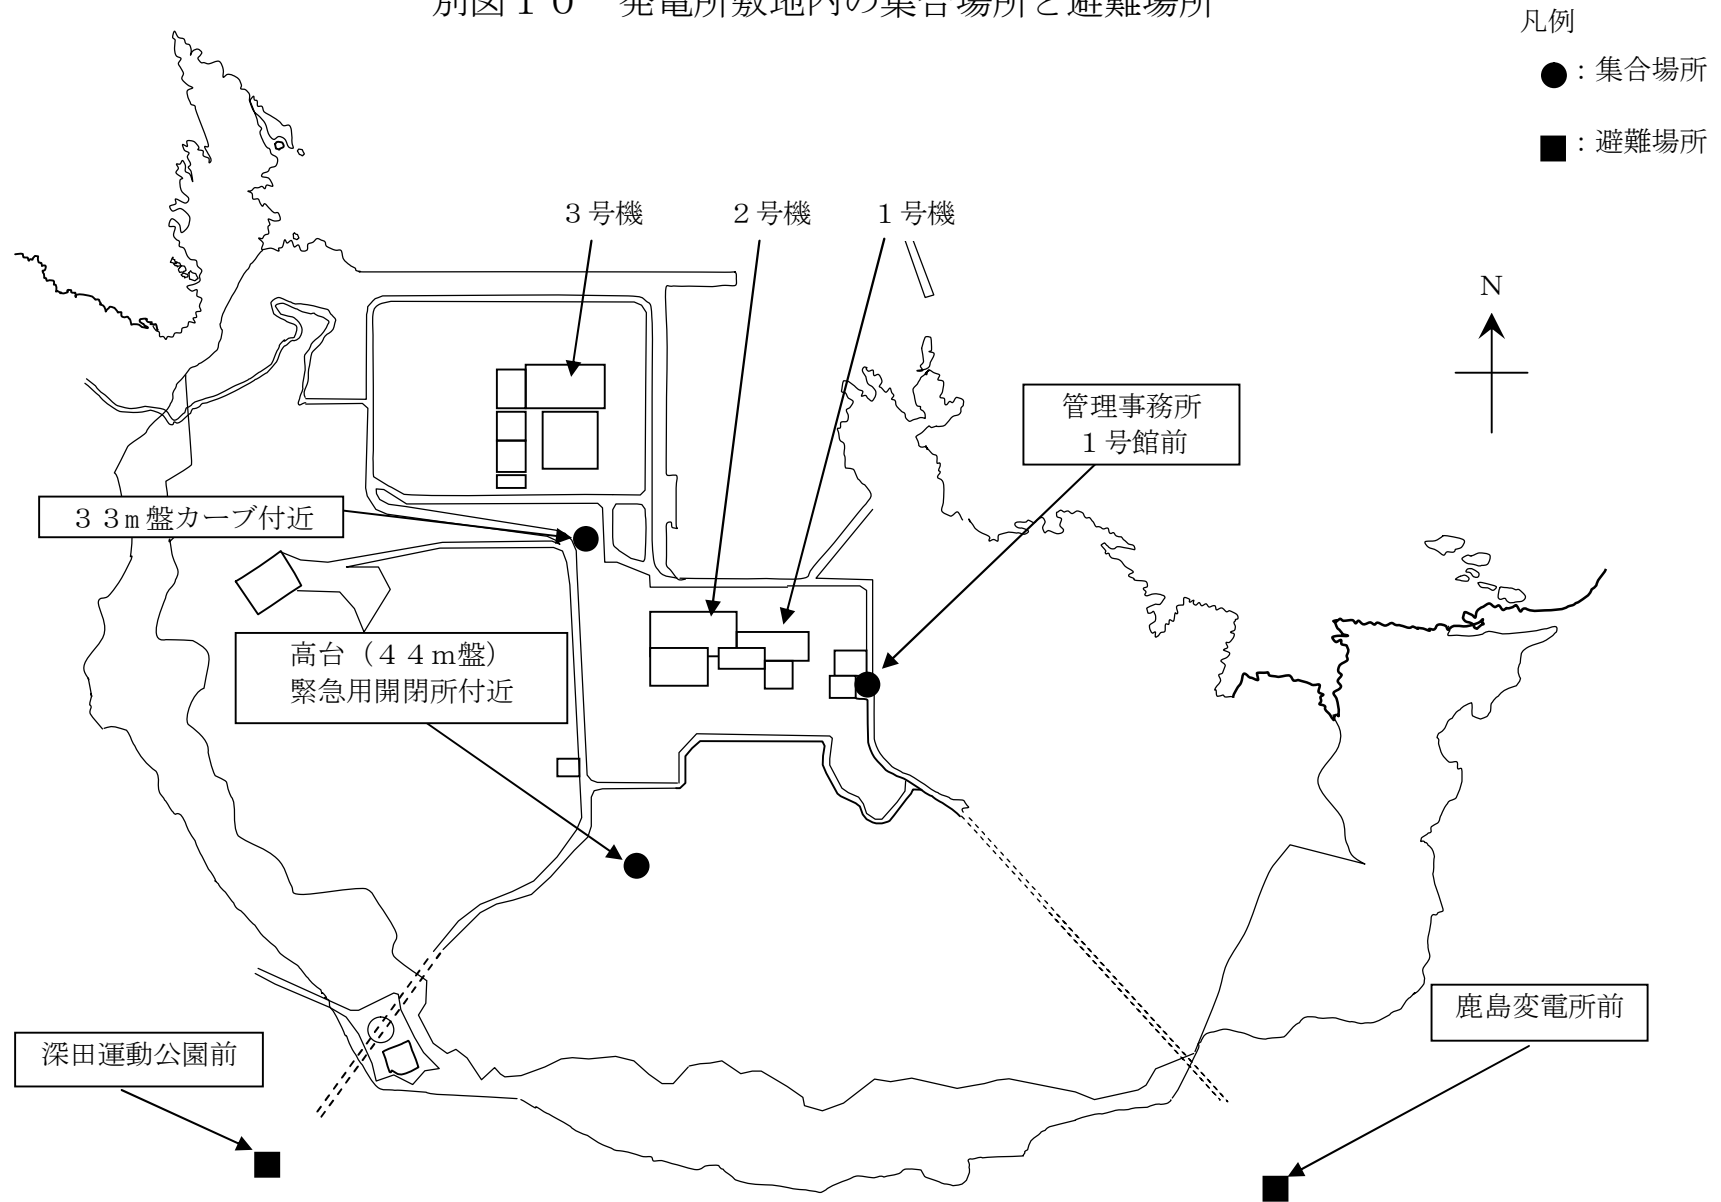 別図１０　発電所敷地内の集合場所と避難場所
凡例
●：集合場所
■：避難場所
３号機
２号機
１号機
N
管理事務所
１号館前
３３ｍ盤カーブ付近
高台（４４ｍ盤）
緊急用開閉所付近
鹿島変電所前
深田運動公園前